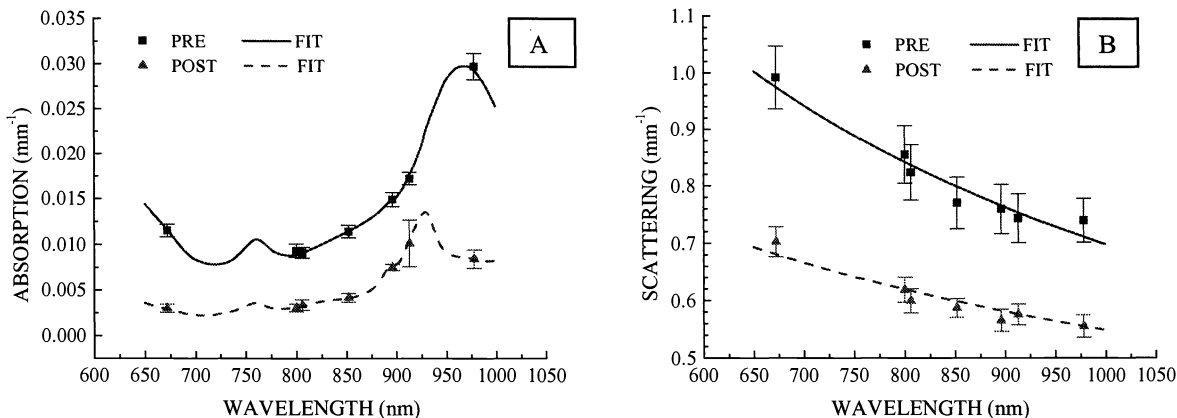 0.035
0.030
0.025
0.020
0.015
0.010
0.005
0.000
ABSORPTION (mm-1)
PRE FIT
POST FIT
A
600 650 700 750 800 850 900 950 1000 1050
WAVELENGTH (nm)
1.1
1.0
0.9
0.8
0.7
0.6
0.5
SCATTERING (mm-1)
PRE FIT
POST FIT
B
600 650 700 750 800 850 900 950 1000 1050
WAVELENGTH (nm)